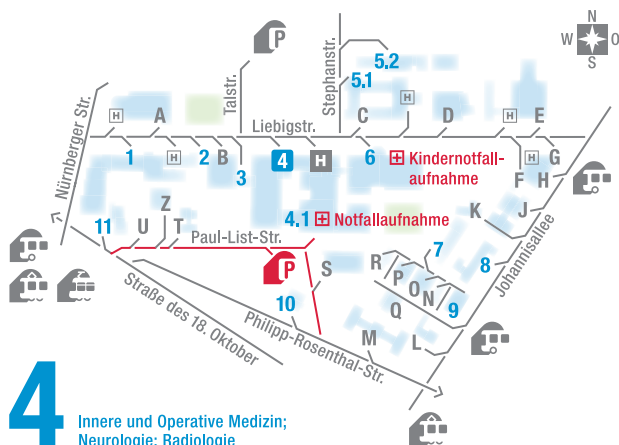 N
W O
S
P
Stephanstr.
5.2
5.1
Talstr.
Nürnberger Str.
H
A
Liebigstr.
C
H
D
H
E
1
H
2
B
3
4
H
6
Kindernotfall-
aufnahme
H
G
F
H
K
J
Johannisallee
4.1
Notfallaufnahme
Z
11
U
T
Paul-List-Str.
P
S
R
P
O
N
7
8
Q
9
10
M
L
Straße des 18. Oktober
Philipp-Rosenthal-Str.
4
Innere und Operative Medizin;
Neurologie; Radiologie